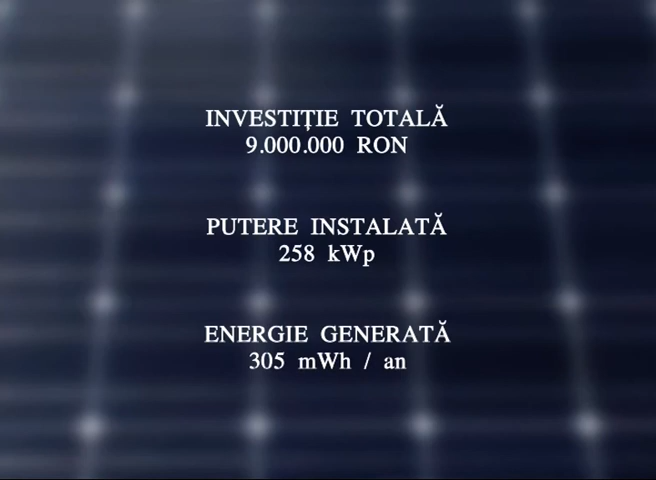 INVESTIȚIE TOTALĂ
9.000.000 RON
PUTERE INSTALATĂ
258 kWp
ENERGIE GENERATĂ
305 mWh / an